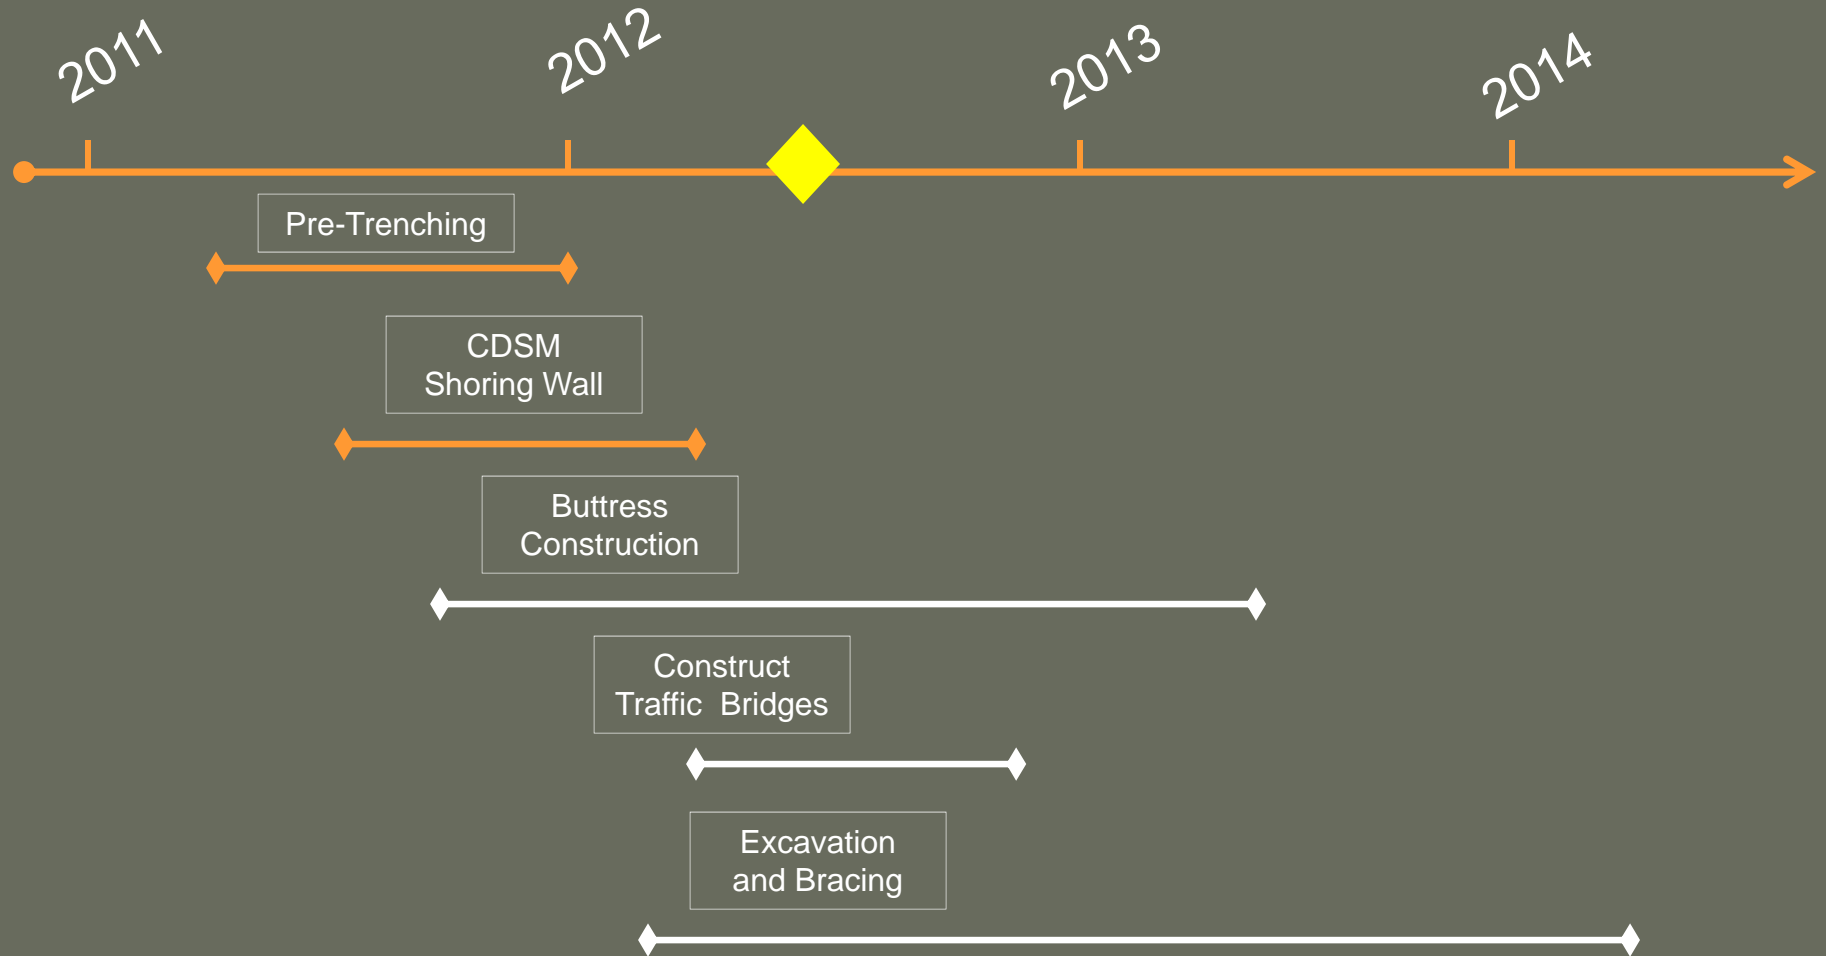 2011
2012
2013
2014
Pre-Trenching
CDSM
Shoring Wall
Buttress
Construction
Construct
Traffic  Bridges
Excavation
and Bracing